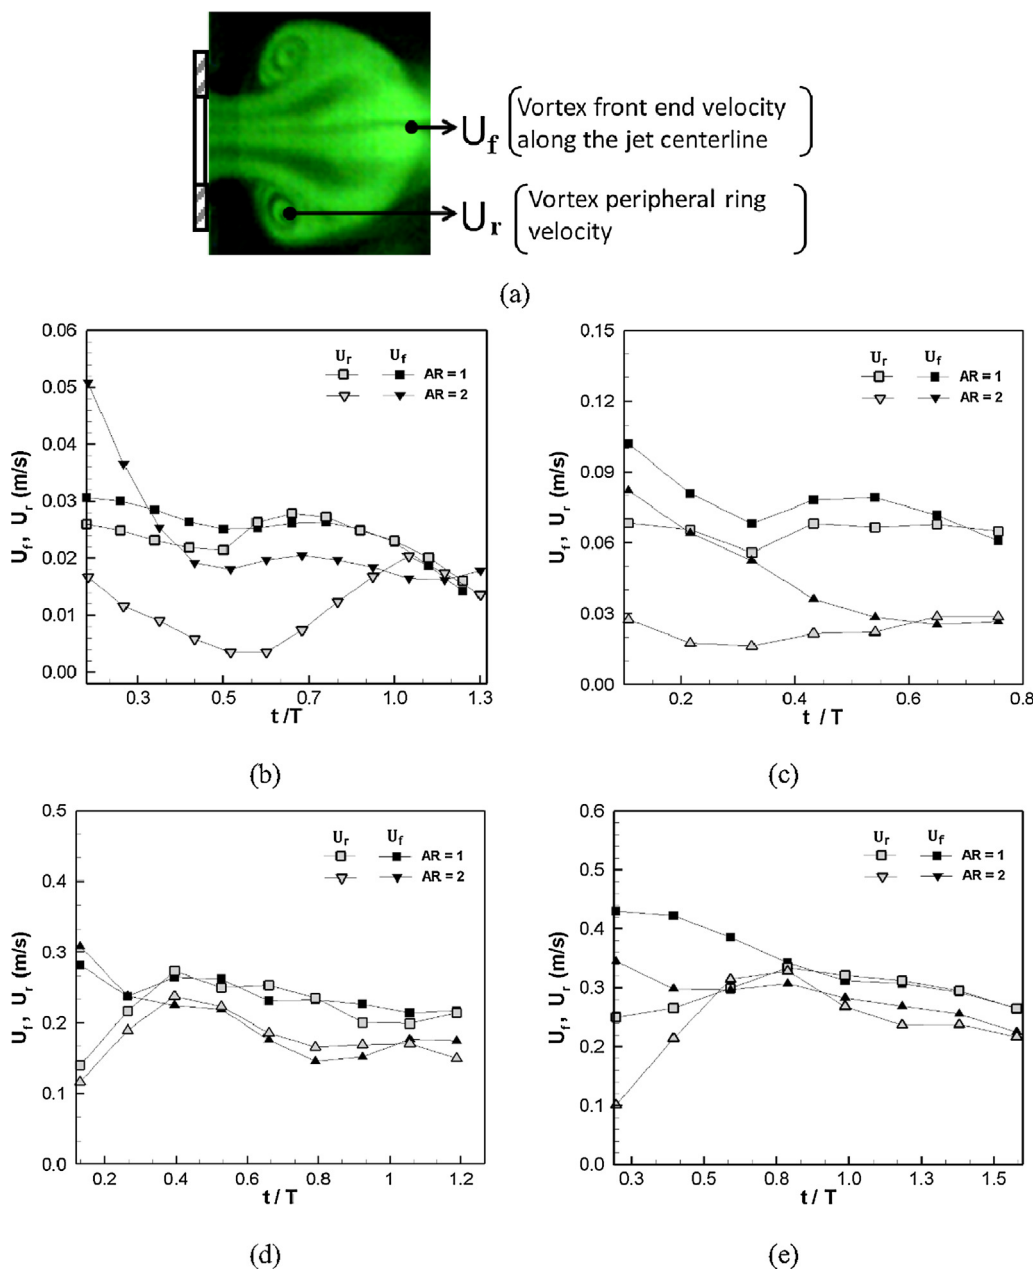 Uf
Vortex front end velocity
along the jet centerline
Ur
Vortex peripheral ring
velocity
(a)
0.06
0.05
0.04
0.03
0.02
0.01
0.00
Uf, Ur (m/s)
Ur Uf
AR = 1
AR = 2
0.3 0.5 0.7 1.0 1.3
t /T
(b)
0.15
0.12
0.09
0.06
0.03
0.00
Uf, Ur (m/s)
Ur Uf
AR = 1
AR = 2
0.2 0.4 0.6 0.8
t / T
(c)
0.5
0.4
0.3
0.2
0.1
0.0
Uf, Ur (m/s)
Ur Uf
AR = 1
AR = 2
0.2 0.4 0.6 0.8 1 1.2
t / T
(d)
0.6
0.5
0.4
0.3
0.2
0.1
0.0
Uf, Ur (m/s)
Ur Uf
AR = 1
AR = 2
0.3 0.5 0.8 1.0 1.3 1.5
t / T
(e)